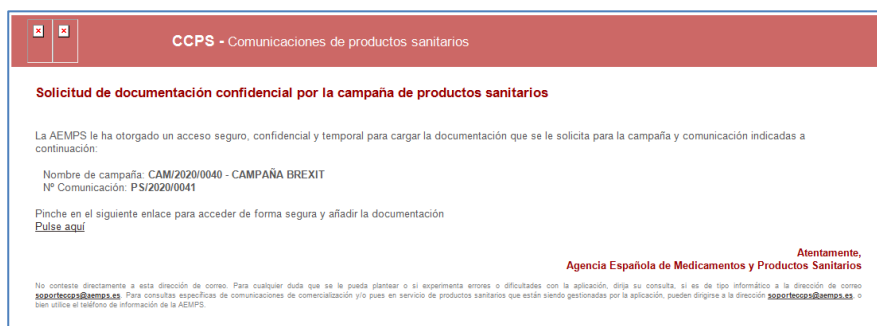 CCPS - Comunicaciones de productos sanitarios
Solicitud de documentación confidencial por la campaña de productos sanitarios
La AEMPS le ha otorgado un acceso seguro, confidencial y temporal para cargar la documentación que se le solicita para la campaña y comunicación indicadas a
continuación:
Nombre de campaña: CAM/2020/0040 - CAMPAÑA BREXIT
Nº Comunicación: PS/2020/0041
Pinche en el siguiente enlace para acceder de forma segura y añadir la documentación
Pulse aquí
Atentamente,
Agencia Española de Medicamentos y Productos Sanitarios
No conteste directamente a esta dirección de correo. Para cualquier duda que se le pueda plantear o si experimenta errores o dificultades con la aplicación, dirija su consulta, si es de tipo informático a la dirección de correo
soporteccps@aemps.es. Para consultas específicas de comunicaciones de comercialización y/o pues en servicio de productos sanitarios que están siendo gestionadas por la aplicación, pueden dirigirse a la dirección soporteccps@aemps.es, o
bien utilice el teléfono de información de la AEMPS.